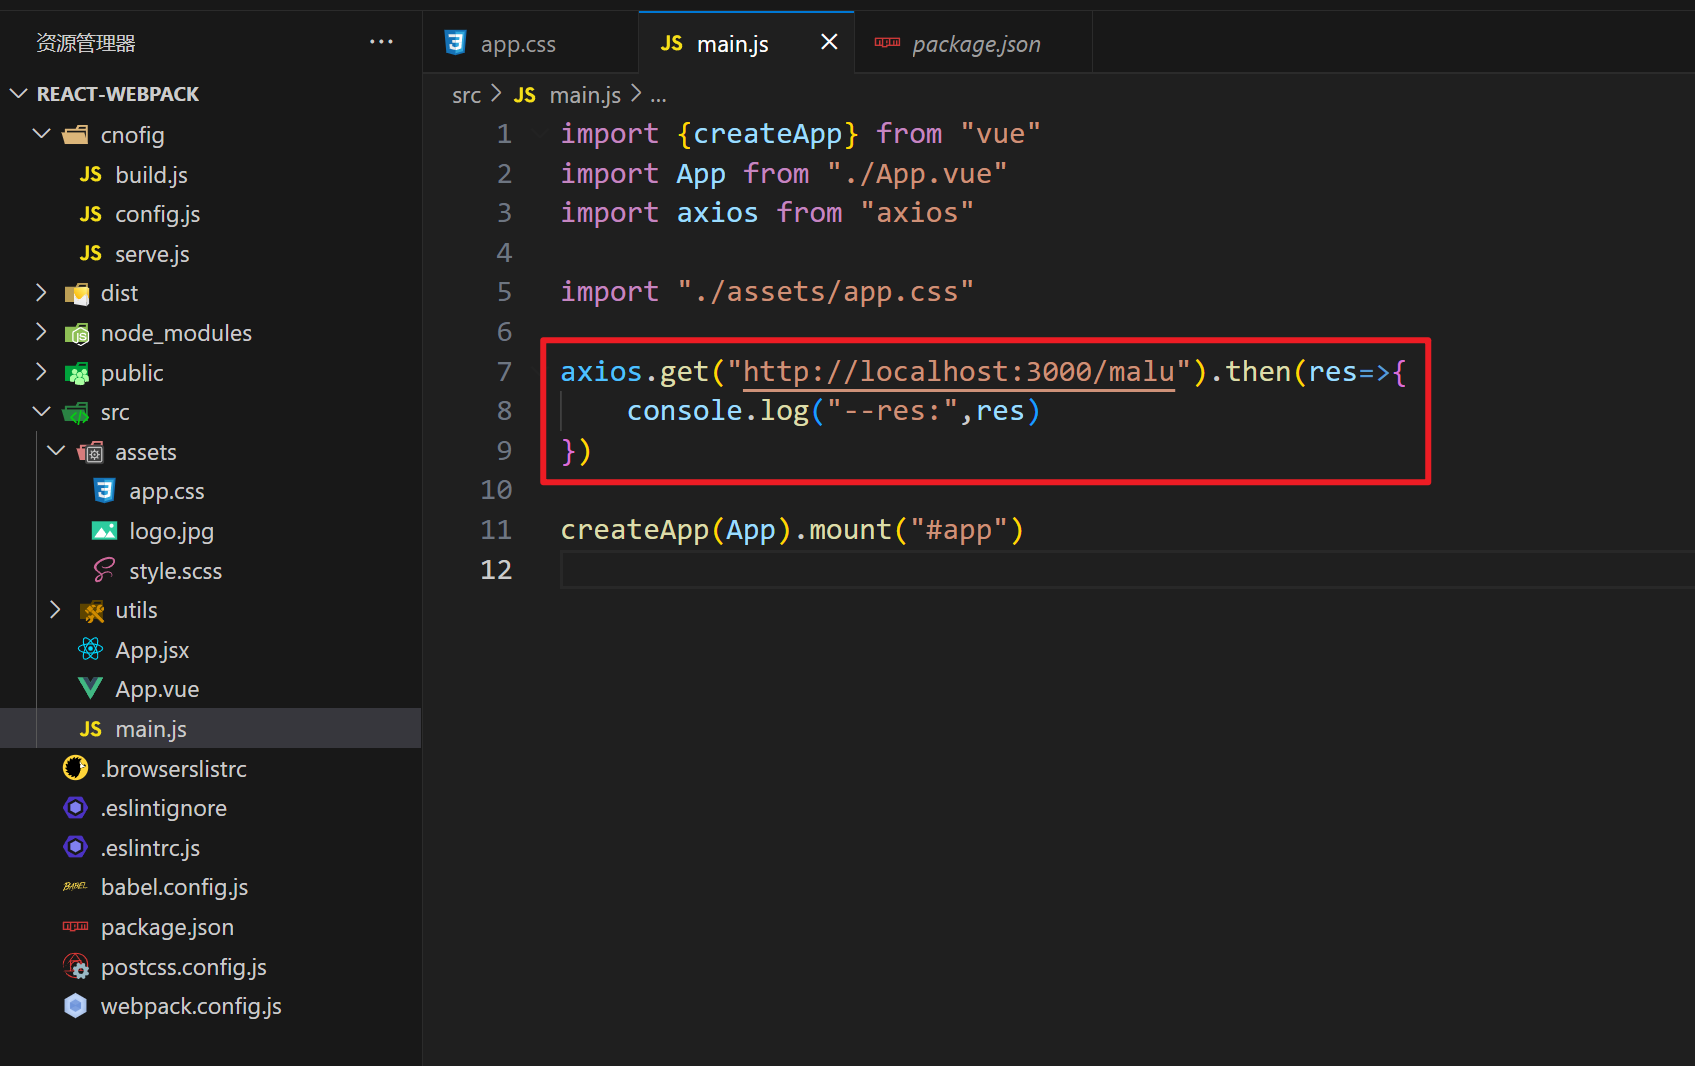 资源管理器
REACT-WEBPACK
cnofig
JS build.js
JS config.js
JS serve.js
dist
node_modules
public
src
assets
app.css
logo.jpg
style.scss
utils
App.jsx
App.vue
JS main.js
.browserslistrc
.eslintignore
.eslintrc.js
BABEL babel.config.js
npm package.json
postcss.config.js
webpack.config.js
app.css
JS main.js
npm package.json
src > JS main.js > ...
1 import {createApp} from "vue"
2 import App from "./App.vue"
3 import axios from "axios"
4
5 import "./assets/app.css"
6
7 axios.get("http://localhost:3000/malu").then(res=>{
8     console.log("--res:",res)
9 })
10
11 createApp(App).mount("#app")
12